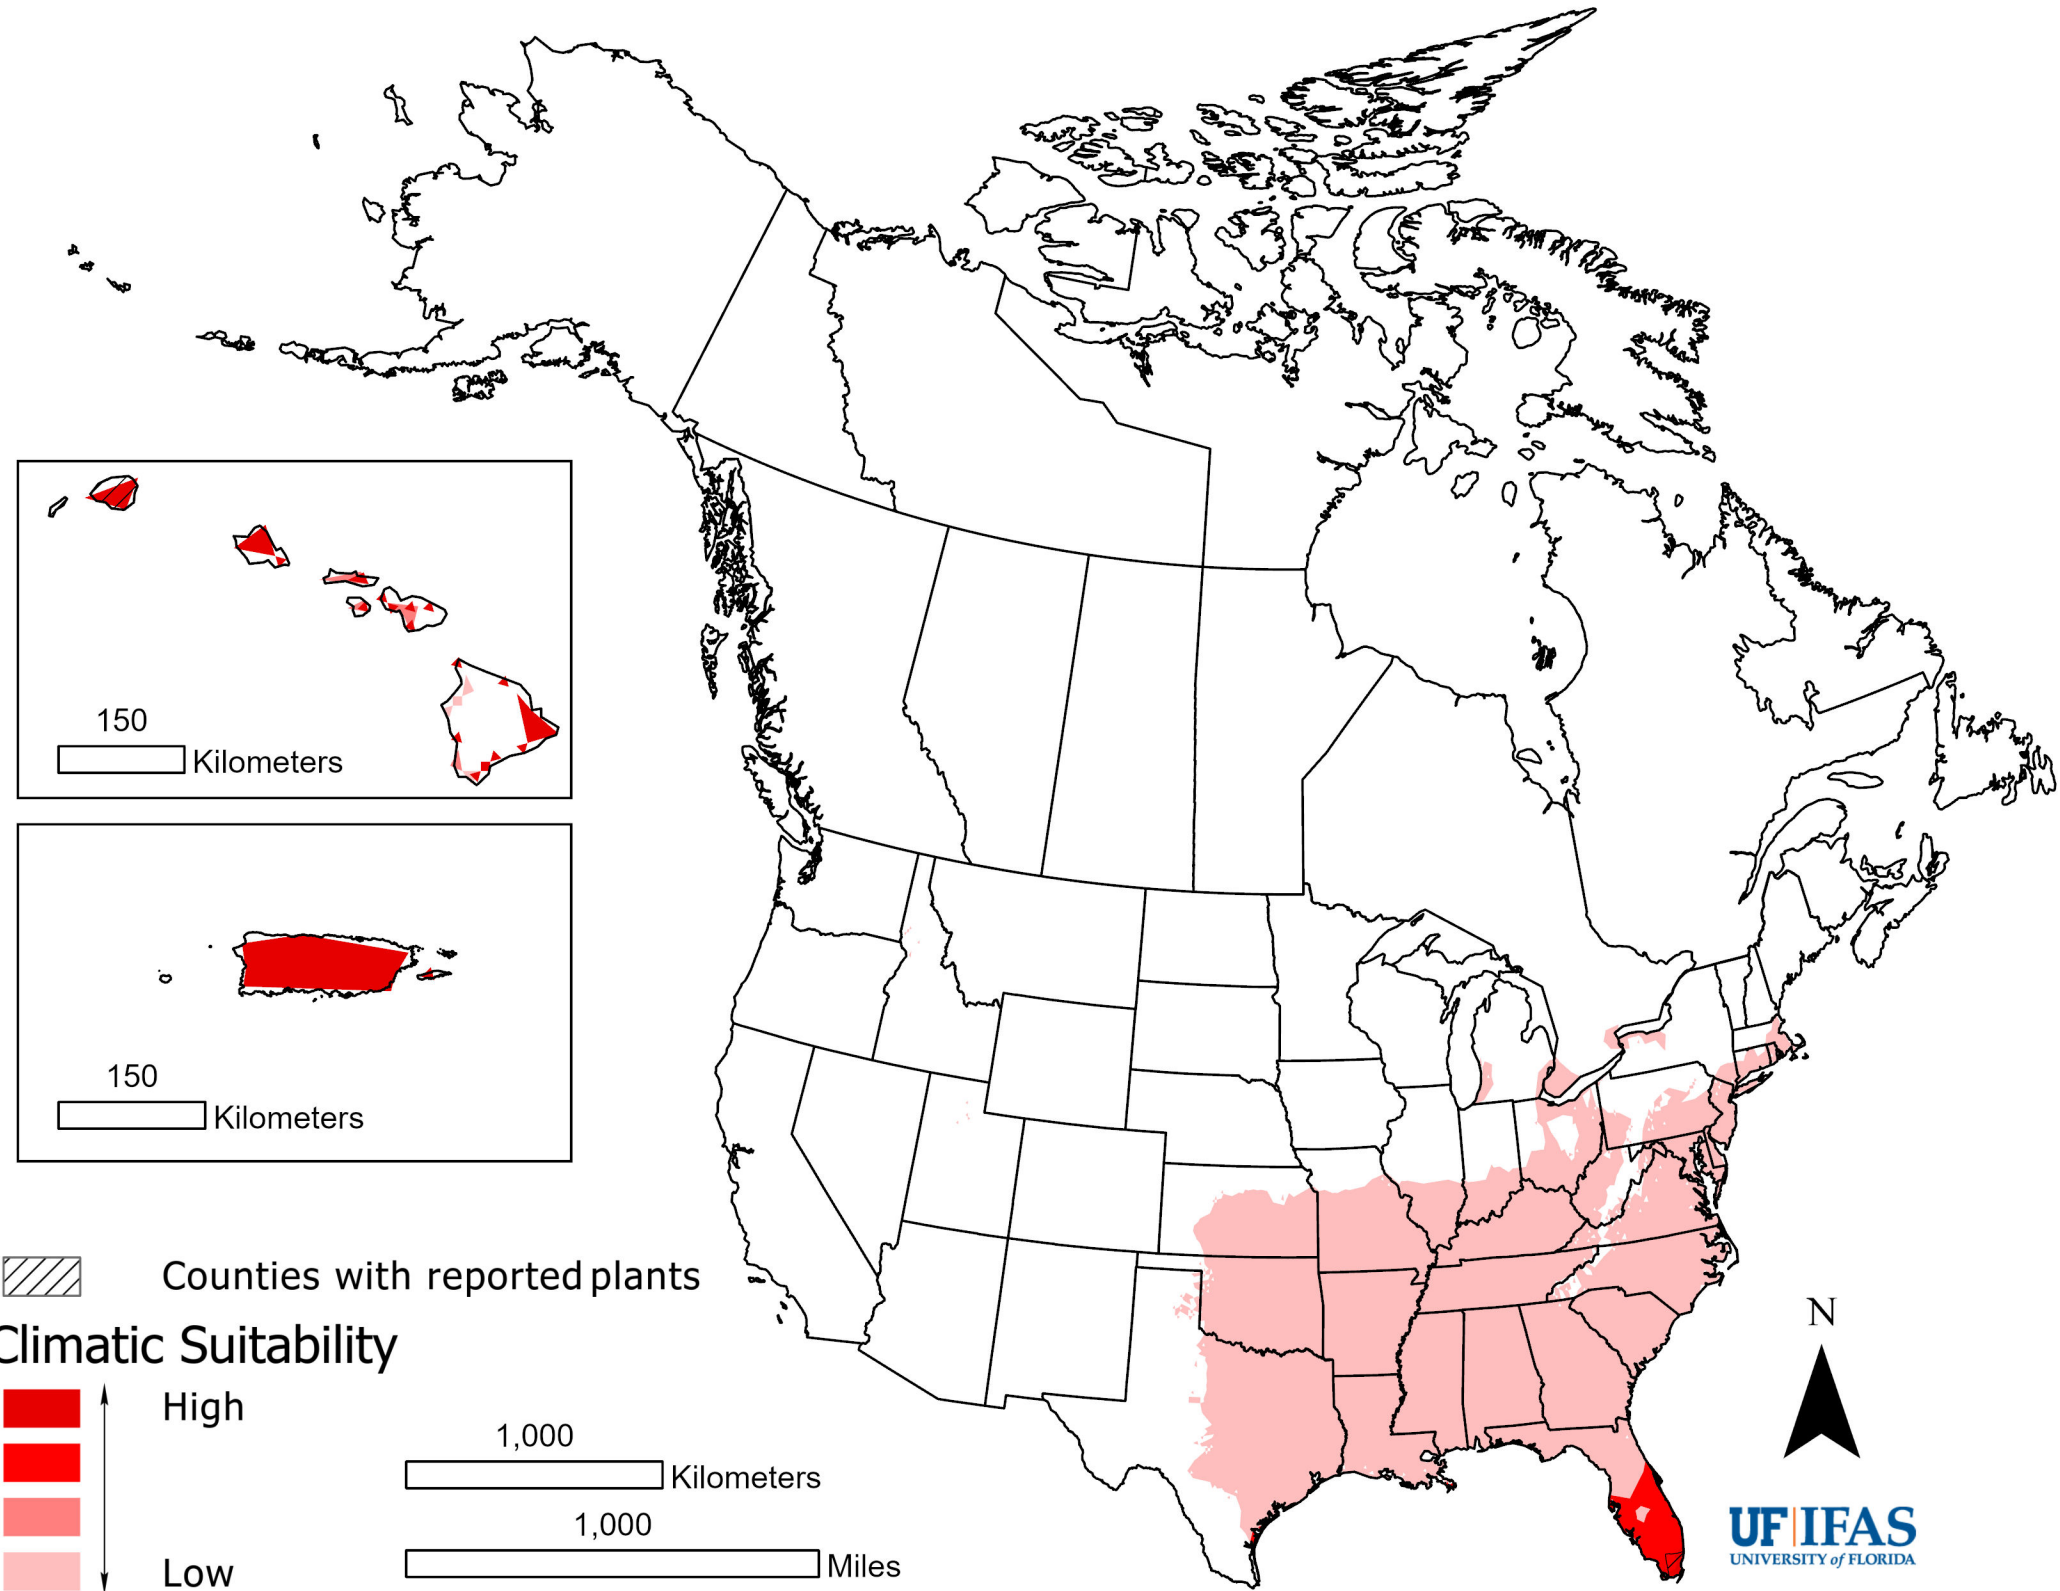 150
Kilometers
150
Kilometers
Counties with reported plants
Climatic Suitability
High
Low
1,000
Kilometers
1,000
Miles
N
UF|IFAS
UNIVERSITY of FLORIDA